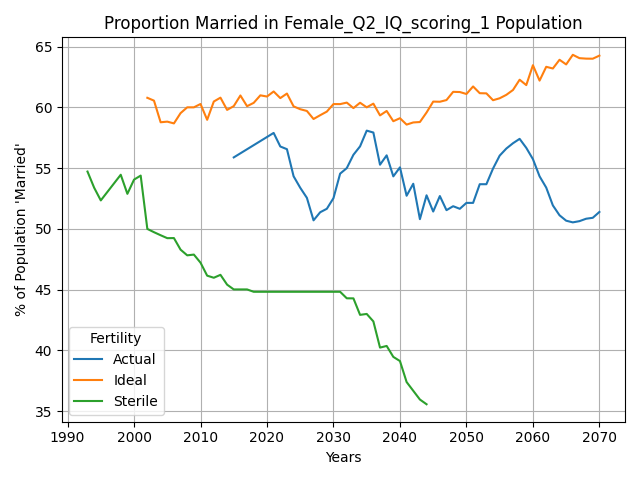 Proportion Married in Female_Q2_IQ_scoring_1 Population
% of Population 'Married'
65
60
55
50
45
40
35
Fertility
Actual
Ideal
Sterile
1990 2000 2010 2020 2030 2040 2050 2060 2070
Years